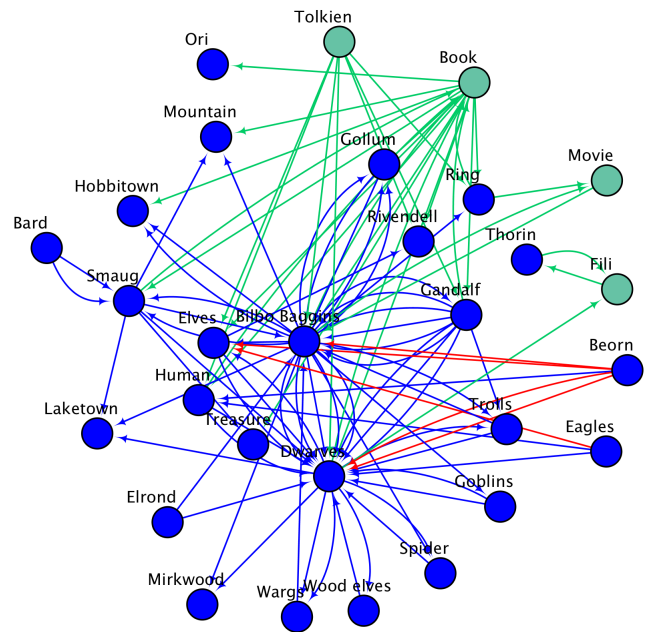 Tolkien
Ori
Book
Mountain
Gollum
Movie
Ring
Hobbitown
Rivendell
Bard
Thorin
Fili
Smaug
Gandalf
Elves
Bilbo Baggins
Beorn
Human
Laketown
Treasure
Trolls
Eagles
Dwarves
Goblins
Elrond
Spider
Mirkwood
Wargs
Wood elves